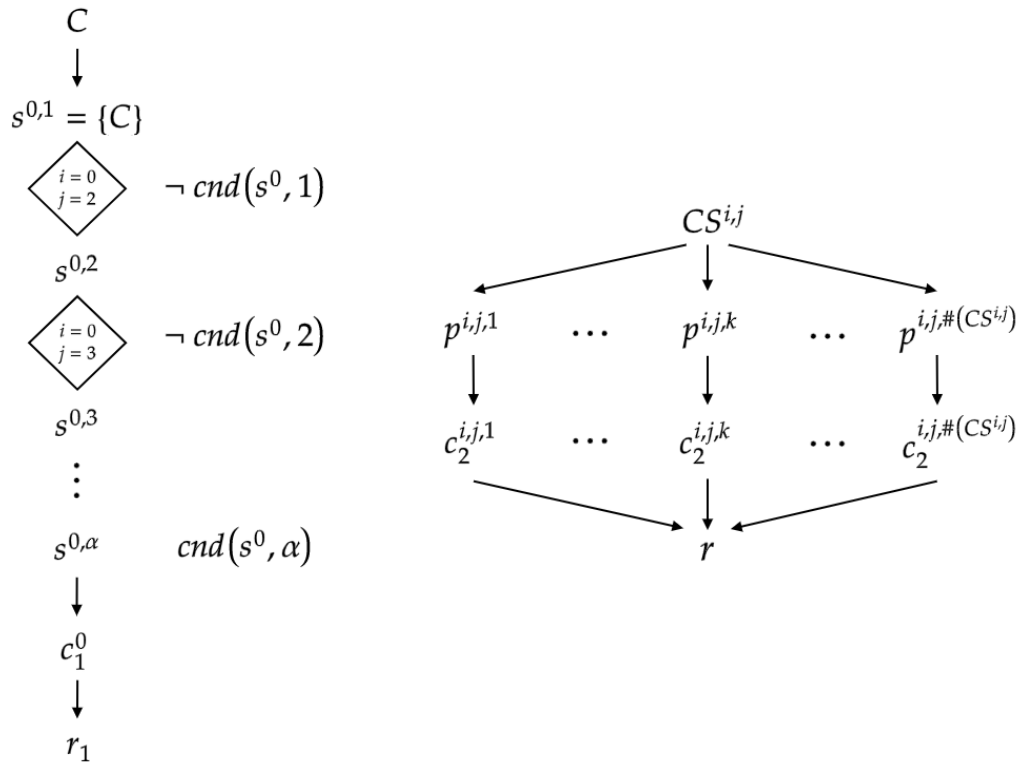 C
s^{0,1} = {C}
i = 0
j = 2
¬ cnd(s^0, 1)
s^{0,2}
i = 0
j = 3
¬ cnd(s^0, 2)
s^{0,3}
⋮
s^{0,α} cnd(s^0, α)
c_1^0
r_1
CS^{i,j}
p^{i,j,1} ⋯ p^{i,j,k} ⋯ p^{i,j,#(CS^{i,j})}
c_2^{i,j,1} ⋯ c_2^{i,j,k} ⋯ c_2^{i,j,#(CS^{i,j})}
r